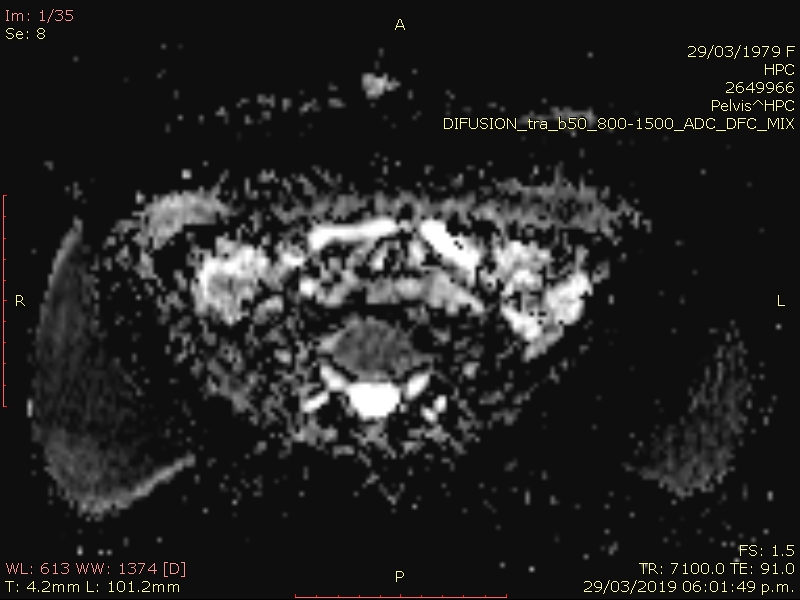 Im: 1/35
Se: 8
A
29/03/1979 F
HPC
2649966
Pelvis^HPC
DIFUSION_tra_b50_800-1500_ADC_DFC_MIX
R
L
WL: 613 WW: 1374 [D]
T: 4.2mm L: 101.2mm
P
FS: 1.5
TR: 7100.0 TE: 91.0
29/03/2019 06:01:49 p.m.